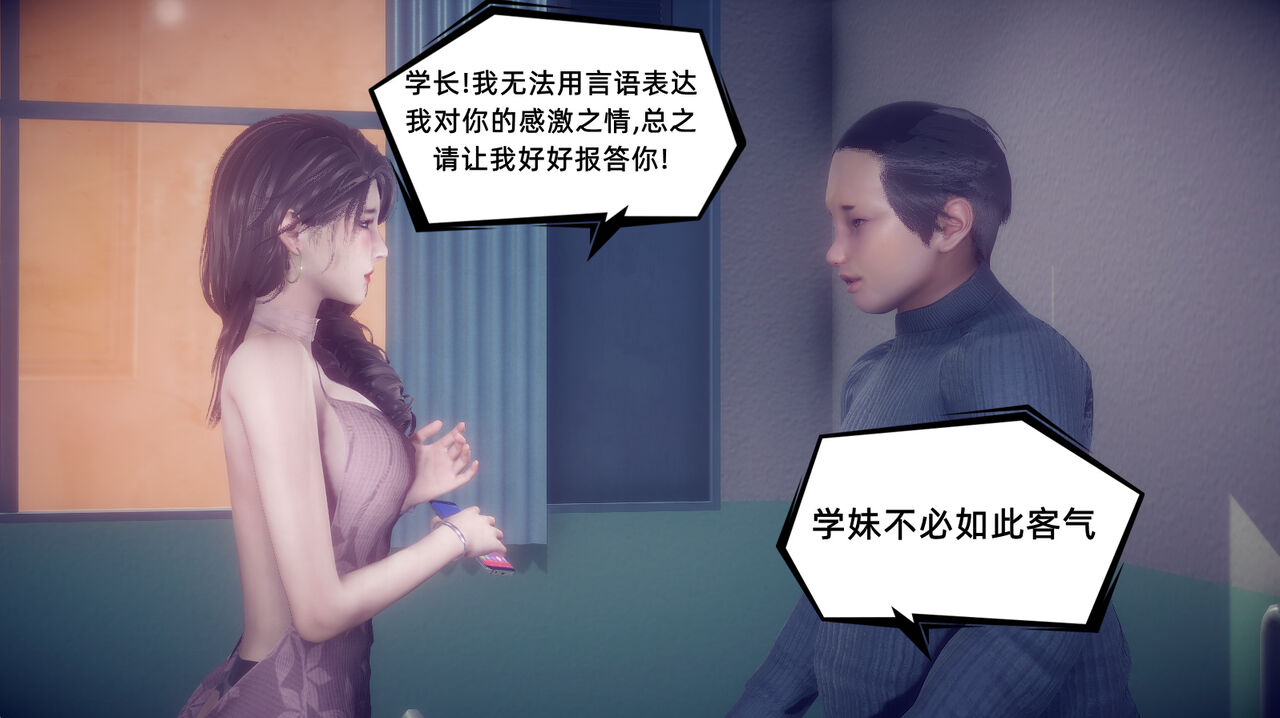 学长!我无法用言语表达
我对你的感激之情,总之
请让我好好报答你!
学妹不必如此客气